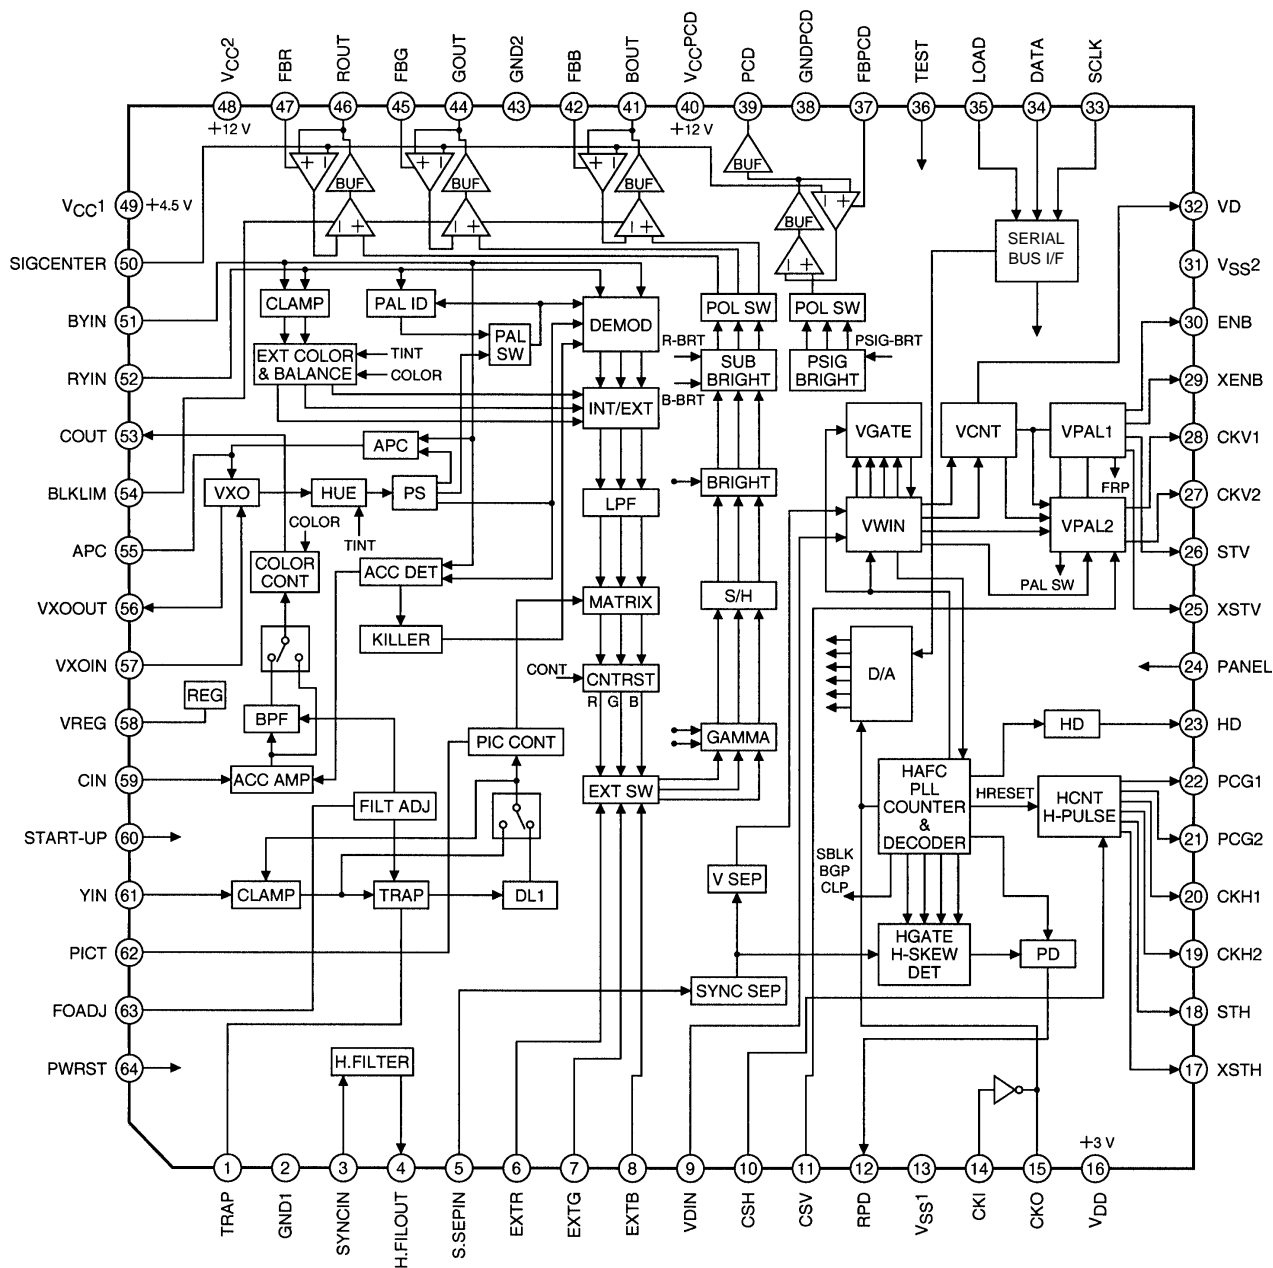 VCC2
FBR
ROUT
FBG
GOUT
GND2
FBB
BOUT
VCCPCD
PCD
GNDPCD
FBPCD
TEST
LOAD
DATA
SCLK
48
47
46
45
44
43
42
41
40
39
38
37
36
35
34
33
+12 V
+12 V
+ −
BUF
+ −
BUF
+ −
BUF
BUF
− +
− +
− +
− +
BUF
+ −
VCC1 49 +4.5 V
SIGCENTER 50
BYIN 51
RYIN 52
COUT 53
BLKLIM 54
APC 55
VXOOUT 56
VXOIN 57
VREG 58
CIN 59
START-UP 60
YIN 61
PICT 62
FOADJ 63
PWRST 64
32 VD
31 VSS2
30 ENB
29 XENB
28 CKV1
27 CKV2
26 STV
25 XSTV
24 PANEL
23 HD
22 PCG1
21 PCG2
20 CKH1
19 CKH2
18 STH
17 XSTH
SERIAL
BUS I/F
CLAMP
PAL ID
DEMOD
POL SW
POL SW
PAL
SW
EXT COLOR
& BALANCE
TINT
COLOR
R-BRT
SUB
BRIGHT
B-BRT
PSIG
BRIGHT
PSIG-BRT
INT/EXT
VGATE
VCNT
VPAL1
APC
VXO
HUE
PS
BRIGHT
FRP
LPF
VWIN
VPAL2
COLOR
TINT
COLOR
CONT
ACC DET
PAL SW
MATRIX
S/H
KILLER
D/A
CONT
CNTRST
R G B
REG
BPF
PIC CONT
GAMMA
HD
ACC AMP
FILT ADJ
EXT SW
HAFC
PLL
COUNTER
&
DECODER
HRESET
HCNT
H-PULSE
SBLK
BGP
CLP
CLAMP
TRAP
DL1
V SEP
HGATE
H-SKEW
DET
PD
SYNC SEP
H.FILTER
+3 V
1
2
3
4
5
6
7
8
9
10
11
12
13
14
15
16
TRAP
GND1
SYNCIN
H.FILOUT
S.SEPIN
EXTR
EXTG
EXTB
VDIN
CSH
CSV
RPD
VSS1
CKI
CKO
VDD